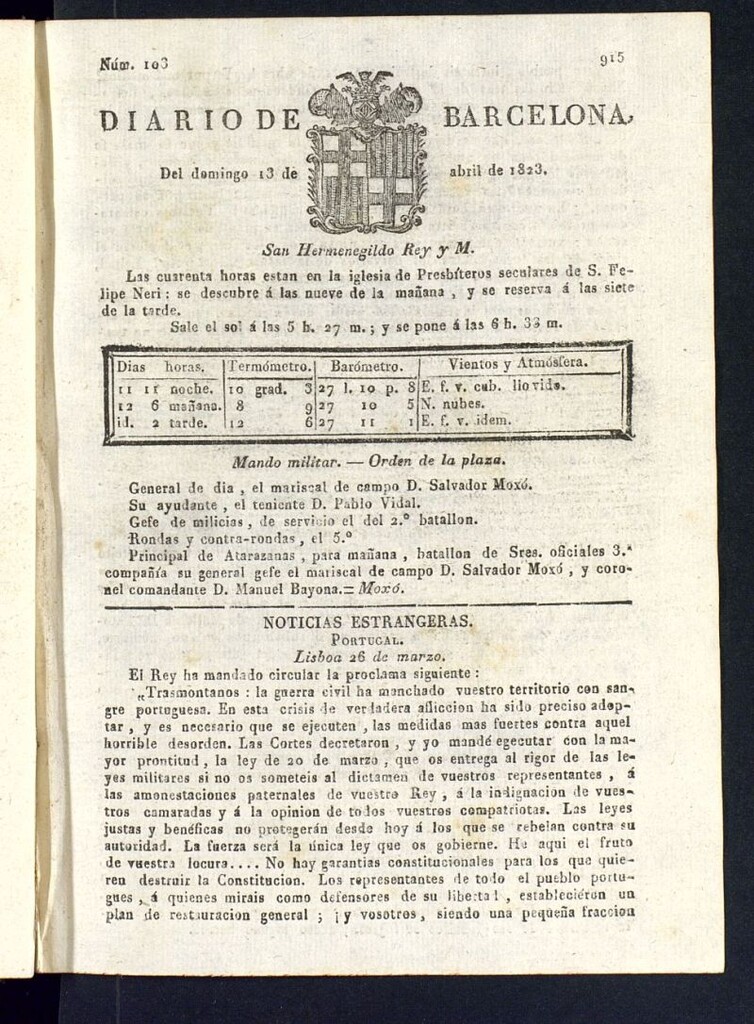 Núm. 103
915
DIARIO DE BARCELONA,
Del domingo 13 de abril de 1823.
San Hermenegildo Rey y M.
Las cuarenta horas estan en la iglesia de Presbíteros seculares de S. Fe-
lipe Neri: se descubre á las nueve de la mañana, y se reserva á las siete
de la tarde.
Sale el sol á las 5 h. 27 m.; y se pone á las 6 h. 33 m.
Dias horas. Termómetro. Barómetro. Vientos y Atmósfera.
11 11 noche. 10 grad. 3 27 l. 10 p. 8 E. f. v. cub. llovido.
12 6 mañana. 8 9 27 10 5 N. nubes.
id. 2 tarde. 12 6 27 11 1 E. f. v. idem.
Mando militar. — Orden de la plaza.
General de dia, el mariscal de campo D. Salvador Moxó.
Su ayudante, el teniente D. Pablo Vidal.
Gefe de milicias, de servicio el del 2.º batallon.
Rondas y contra-rondas, el 5.º
Principal de Atarazanas, para mañana, batallon de Sres. oficiales 3.ª
compañía su general gefe el mariscal de campo D. Salvador Moxó, y coro-
nel comandante D. Manuel Bayona.= Moxó.
NOTICIAS ESTRANGERAS.
PORTUGAL.
Lisboa 26 de marzo.
El Rey ha mandado circular la proclama siguiente:
„Trasmontanos: la guerra civil ha manchado vuestro territorio con san-
gre portuguesa. En esta crisis de verdadera afliccion ha sido preciso adop-
tar, y es necesario que se ejecuten, las medidas mas fuertes contra aquel
horrible desorden. Las Cortes decretaron, y yo mandé egecutar con la ma-
yor prontitud, la ley de 20 de marzo, que os entrega al rigor de las le-
yes militares si no os someteis al dictamen de vuestros representantes, á
las amonestaciones paternales de vuestro Rey, á la indignacion de vues-
tros camaradas y á la opinion de todos vuestros compatriotas. Las leyes
justas y benéficas no protegerán desde hoy á los que se rebelan contra su
autoridad. La fuerza será la única ley que os gobierne. He aqui el fruto
de vuestra locura.... No hay garantias constitucionales para los que quie-
ren destruir la Constitucion. Los representantes de todo el pueblo portu-
gues, á quienes mirais como defensores de su libertad, establecieron un
plan de restauracion general; ¡y vosotros, siendo una pequeña fraccion